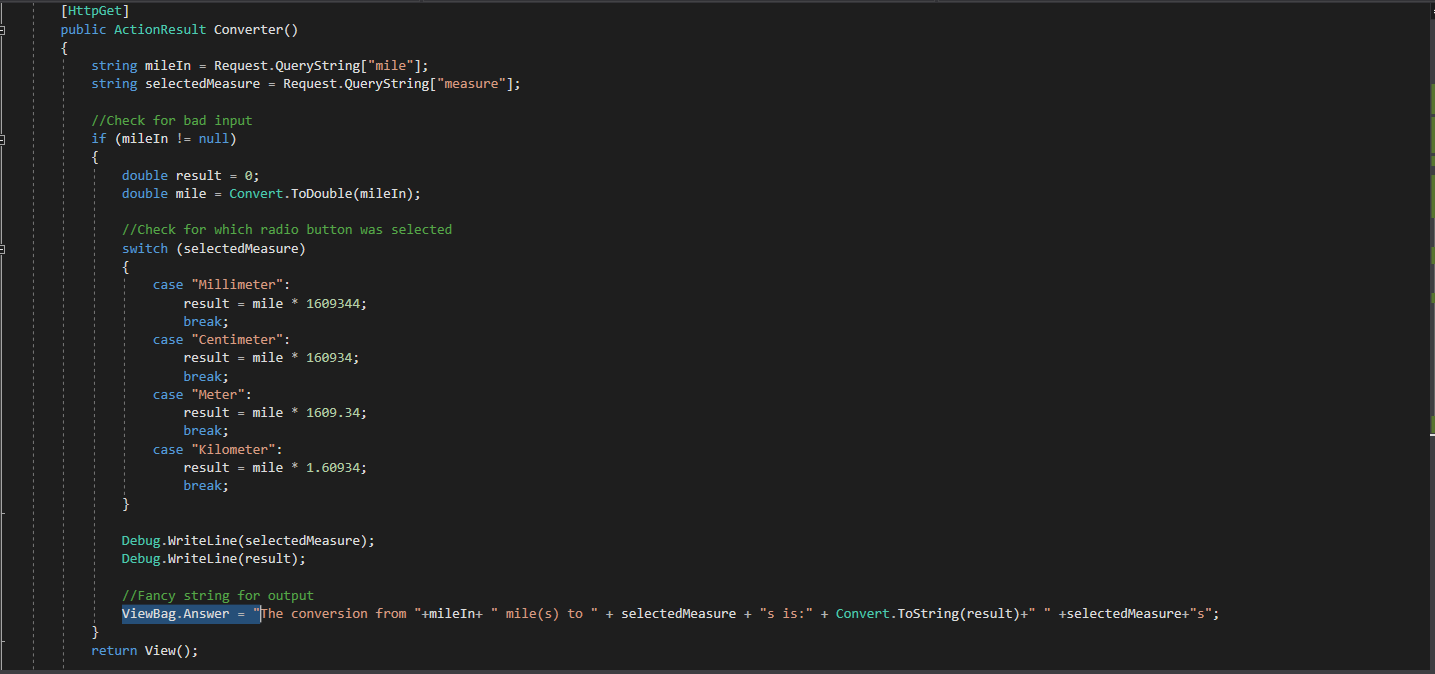 [HttpGet]
public ActionResult Converter()
{
string mileIn = Request.QueryString["mile"];
string selectedMeasure = Request.QueryString["measure"];
//Check for bad input
if (mileIn != null)
{
double result = 0;
double mile = Convert.ToDouble(mileIn);
//Check for which radio button was selected
switch (selectedMeasure)
{
case "Millimeter":
result = mile * 1609344;
break;
case "Centimeter":
result = mile * 160934;
break;
case "Meter":
result = mile * 1609.34;
break;
case "Kilometer":
result = mile * 1.60934;
break;
}
Debug.WriteLine(selectedMeasure);
Debug.WriteLine(result);
//Fancy string for output
ViewBag.Answer = "The conversion from "+mileIn+ " mile(s) to " + selectedMeasure + "s is:" + Convert.ToString(result)+" " +selectedMeasure+"s";
}
return View();